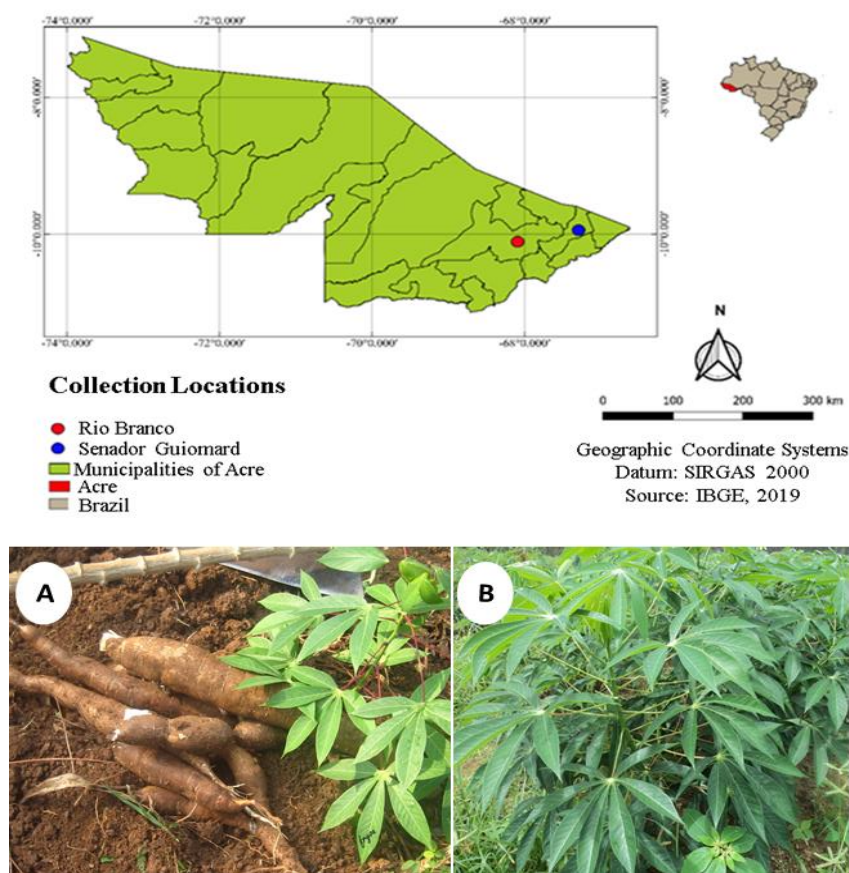 -74°0.000' -72°0.000' -70°0.000' -68°0.000'
-8°0.000' -8°0.000'
-10°0.000' -10°0.000'
-74°0.000' -72°0.000' -70°0.000' -68°0.000'
N
Collection Locations
Rio Branco
Senador Guiomard
Municipalities of Acre
Acre
Brazil
0 100 200 300 km
Geographic Coordinate Systems
Datum: SIRGAS 2000
Source: IBGE, 2019
A
B